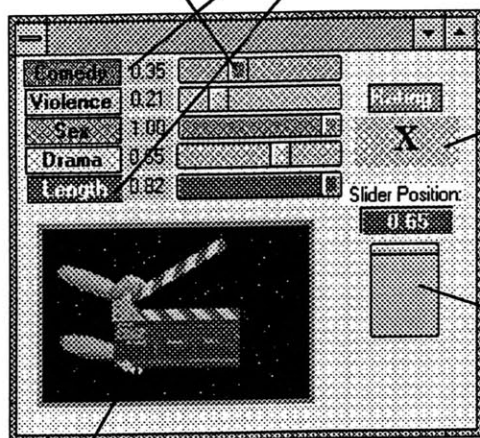 Comedy 0.35
Violence 0.21
Sex 1.00
Drama 0.65
Length 0.82
Rating
X
Slider Position:
0.65